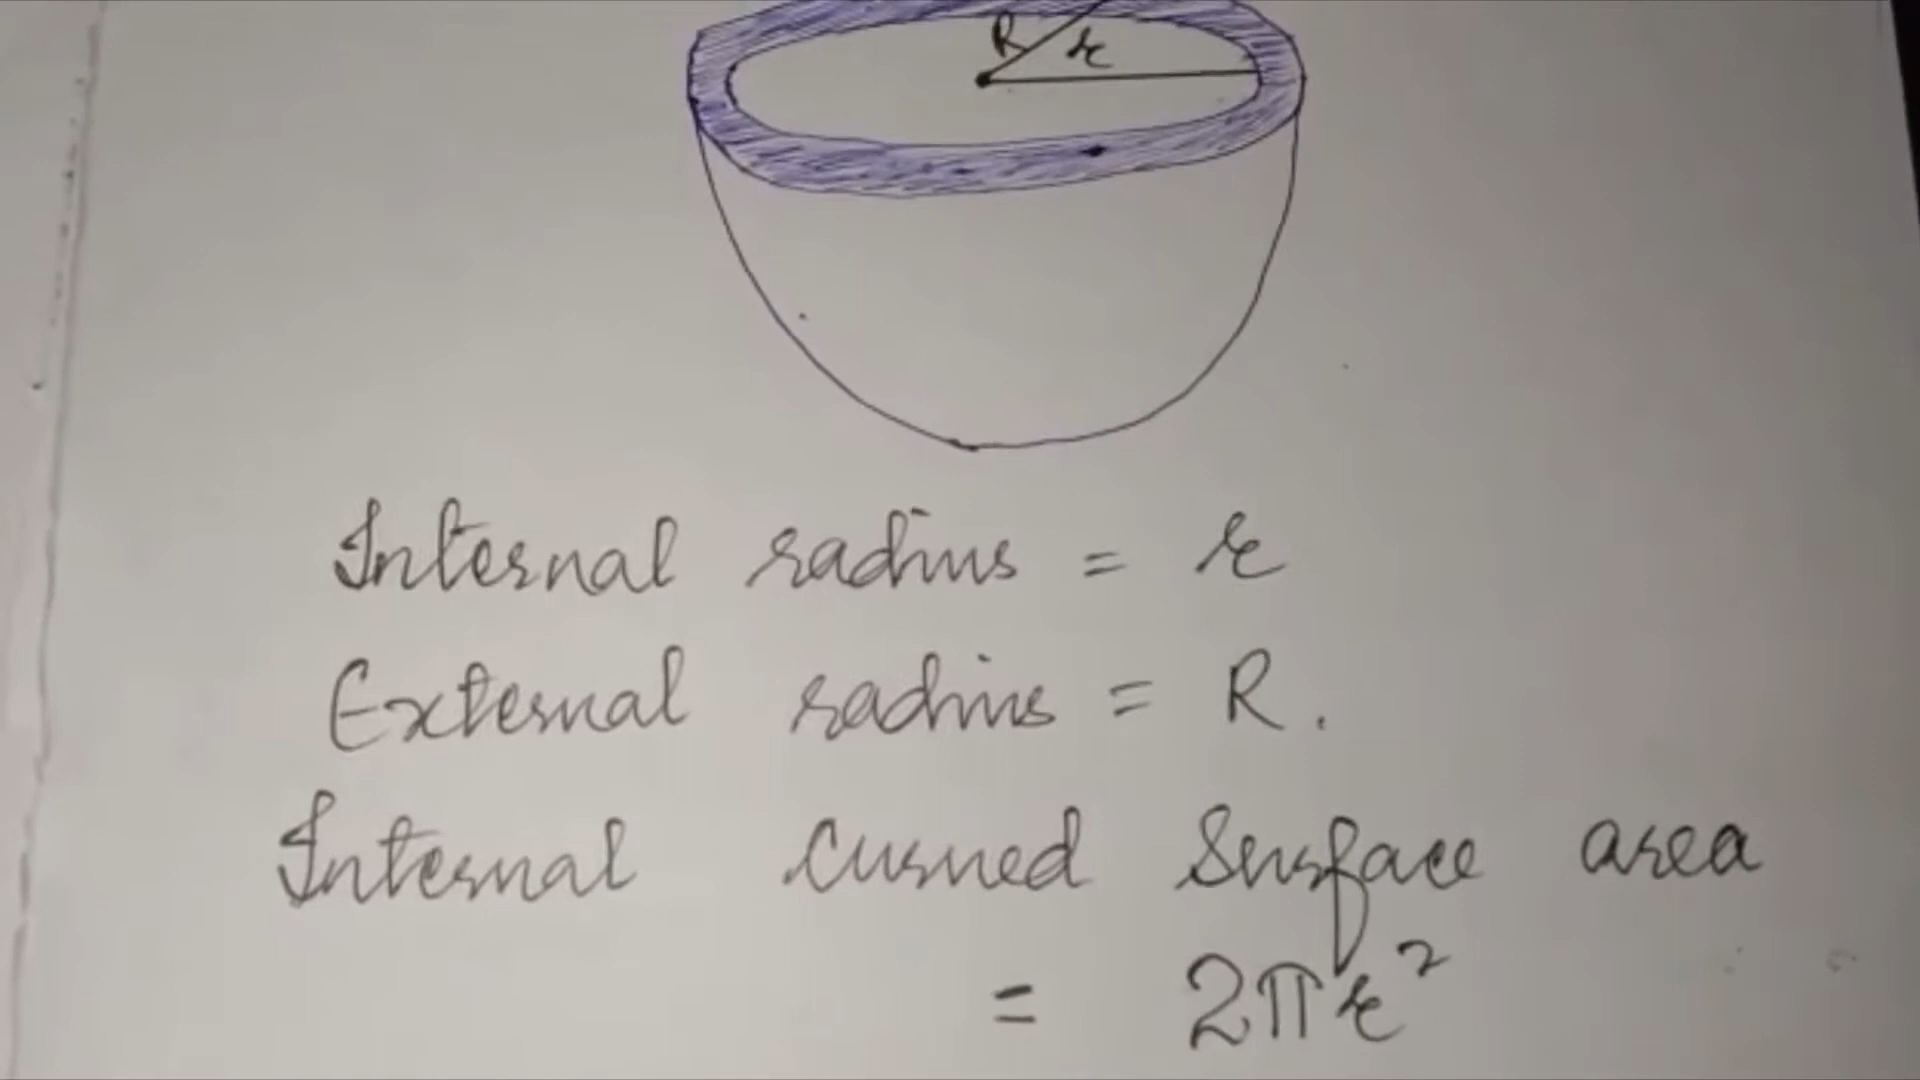 R r
Internal radius = r
External radius = R.
Internal Curved Surface area
= 2πr²